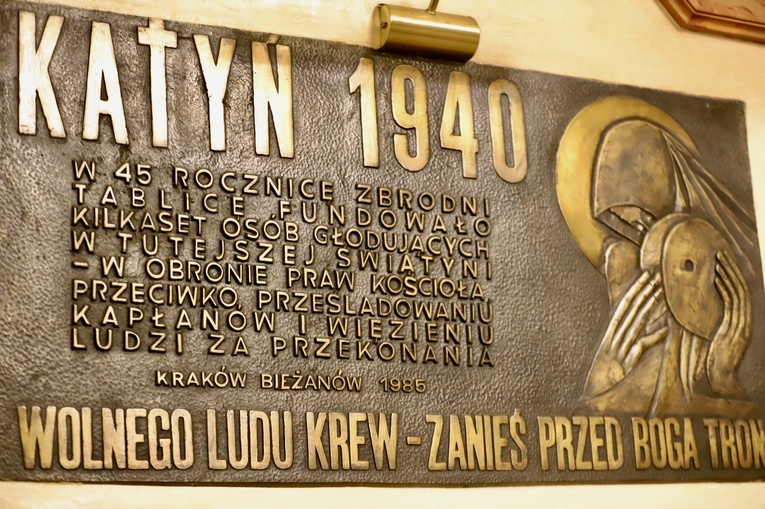 KATYŃ 1940
W 45 ROCZNICĘ ZBRODNI
TABLICĘ FUNDOWAŁO
KILKASET OSÓB GŁODUJĄCYCH
W TUTEJSZEJ ŚWIĄTYNI
– W OBRONIE PRAW KOŚCIOŁA,
PRZECIWKO PRZEŚLADOWANIU
KAPŁANÓW I WIĘZIENIU
LUDZI ZA PRZEKONANIA
KRAKÓW BIEŻANÓW 1985
WOLNEGO LUDU KREW – ZANIEŚ PRZED BOGA TRON